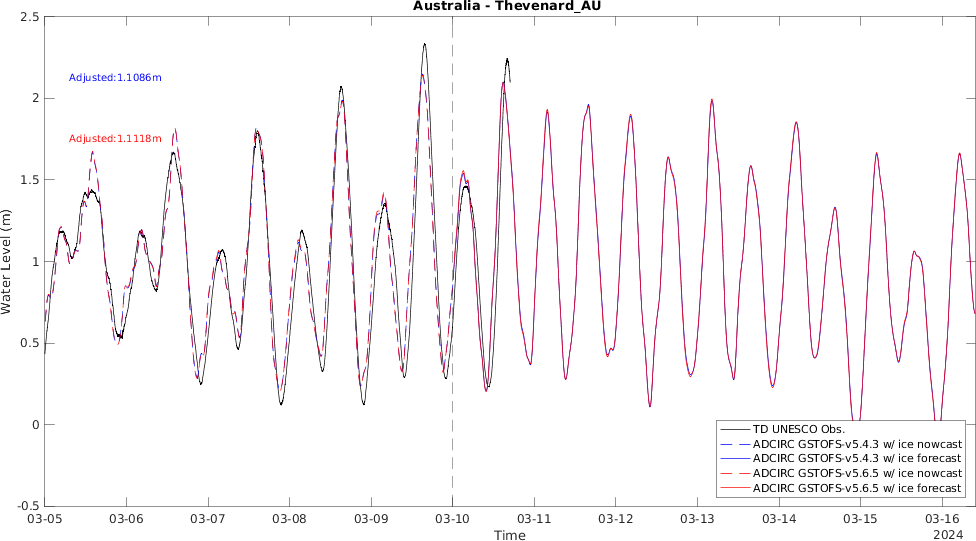 Australia - Thevenard_AU
2.5
2
1.5
1
0.5
0
-0.5
Water Level (m)
Adjusted:1.1086m
Adjusted:1.1118m
TD UNESCO Obs.
ADCIRC GSTOFS-v5.4.3 w/ ice nowcast
ADCIRC GSTOFS-v5.4.3 w/ ice forecast
ADCIRC GSTOFS-v5.6.5 w/ ice nowcast
ADCIRC GSTOFS-v5.6.5 w/ ice forecast
03-05 03-06 03-07 03-08 03-09 03-10 03-11 03-12 03-13 03-14 03-15 03-16
Time
2024